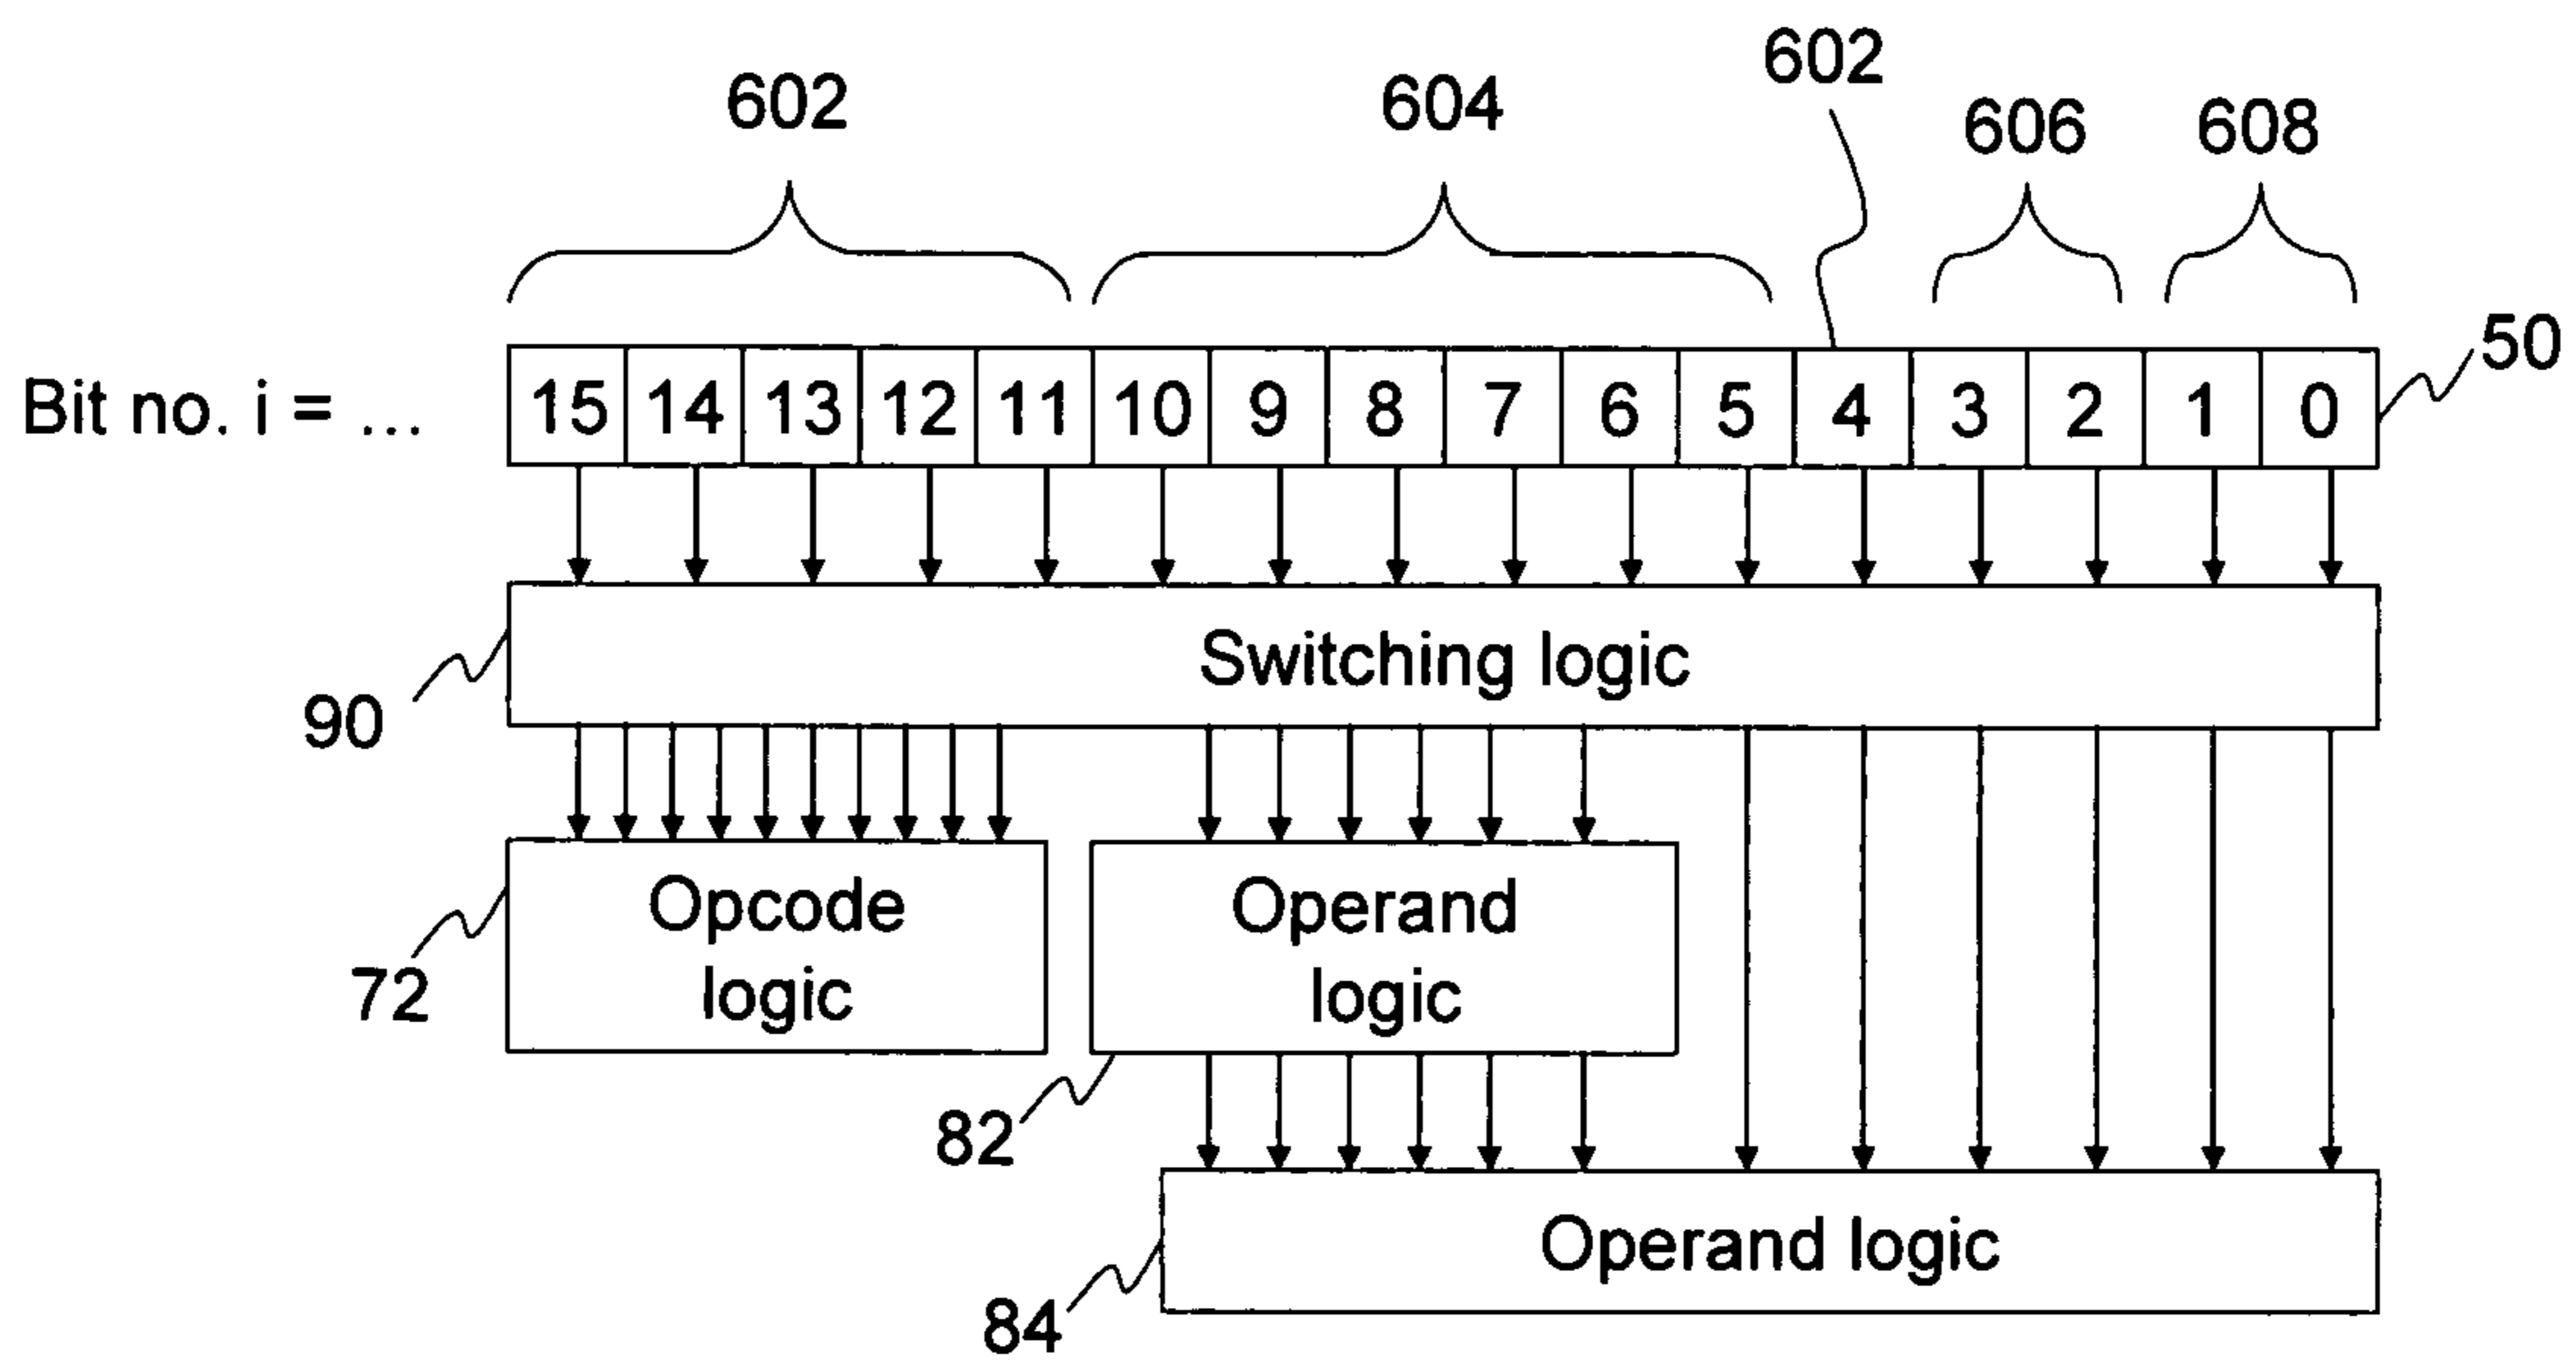 602
604
602
606
608
50
Bit no. i = ...
15 14 13 12 11 10 9 8 7 6 5 4 3 2 1 0
Switching logic
90
Opcode
logic
72
Operand
logic
82
Operand logic
84